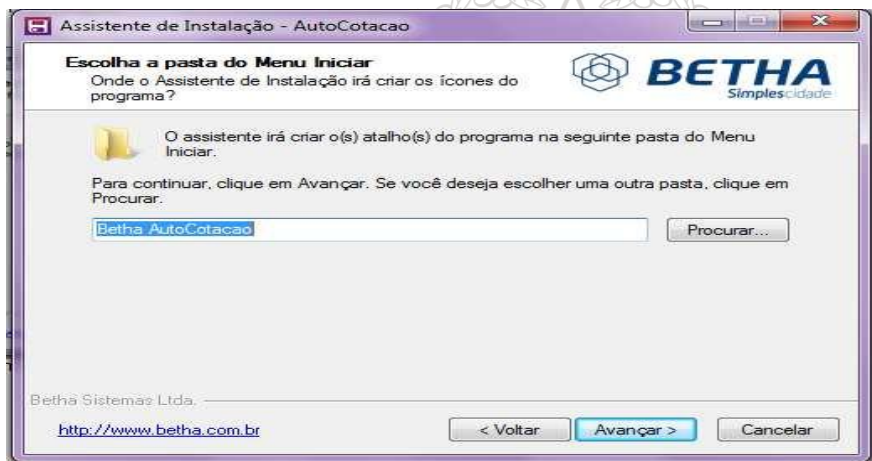 Assistente de Instalação - AutoCotacao
Escolha a pasta do Menu Iniciar
Onde o Assistente de Instalação irá criar os ícones do
programa?
BETHA
Simplescidade
O assistente irá criar o(s) atalho(s) do programa na seguinte pasta do Menu
Iniciar.
Para continuar, clique em Avançar. Se você deseja escolher uma outra pasta, clique em
Procurar.
Betha AutoCotacao
Procurar...
Betha Sistemas Ltda.
http://www.betha.com.br
< Voltar
Avançar >
Cancelar